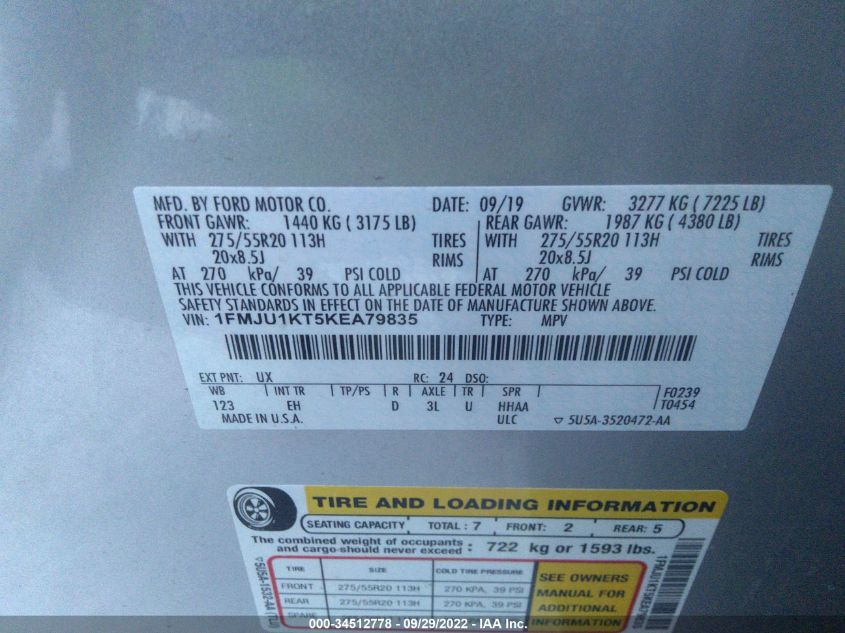 MFD. BY FORD MOTOR CO. DATE: 09/19 GVWR: 3277 KG ( 7225 LB)
FRONT GAWR: 1440 KG ( 3175 LB) REAR GAWR: 1987 KG ( 4380 LB)
WITH 275/55R20 113H TIRES WITH 275/55R20 113H TIRES
20x8.5J RIMS 20x8.5J RIMS
AT 270 kPa/ 39 PSI COLD AT 270 kPa/ 39 PSI COLD
THIS VEHICLE CONFORMS TO ALL APPLICABLE FEDERAL MOTOR VEHICLE
SAFETY STANDARDS IN EFFECT ON THE DATE OF MANUFACTURE SHOWN ABOVE.
VIN: 1FMJU1KT5KEA79835 TYPE: MPV
EXT PNT: UX RC: 24 DSO:
WB INT TR TP/PS R AXLE TR SPR F0239
123 EH D 3L U HHAA T0454
MADE IN U.S.A. ULC 5U5A-3520472-AA
TIRE AND LOADING INFORMATION
SEATING CAPACITY TOTAL : 7 FRONT: 2 REAR: 5
The combined weight of occupants
and cargo should never exceed : 722 kg or 1593 lbs.
TIRE SIZE COLD TIRE PRESSURE
FRONT 275/55R20 113H 270 KPA, 39 PSI
REAR 275/55R20 113H 270 KPA, 39 PSI
SPARE
SEE OWNERS
MANUAL FOR
ADDITIONAL
INFORMATION
5U5A-1532-AA
1FMJU1KT5KEA79835
000-34512778 - 09/29/2022 - IAA Inc.